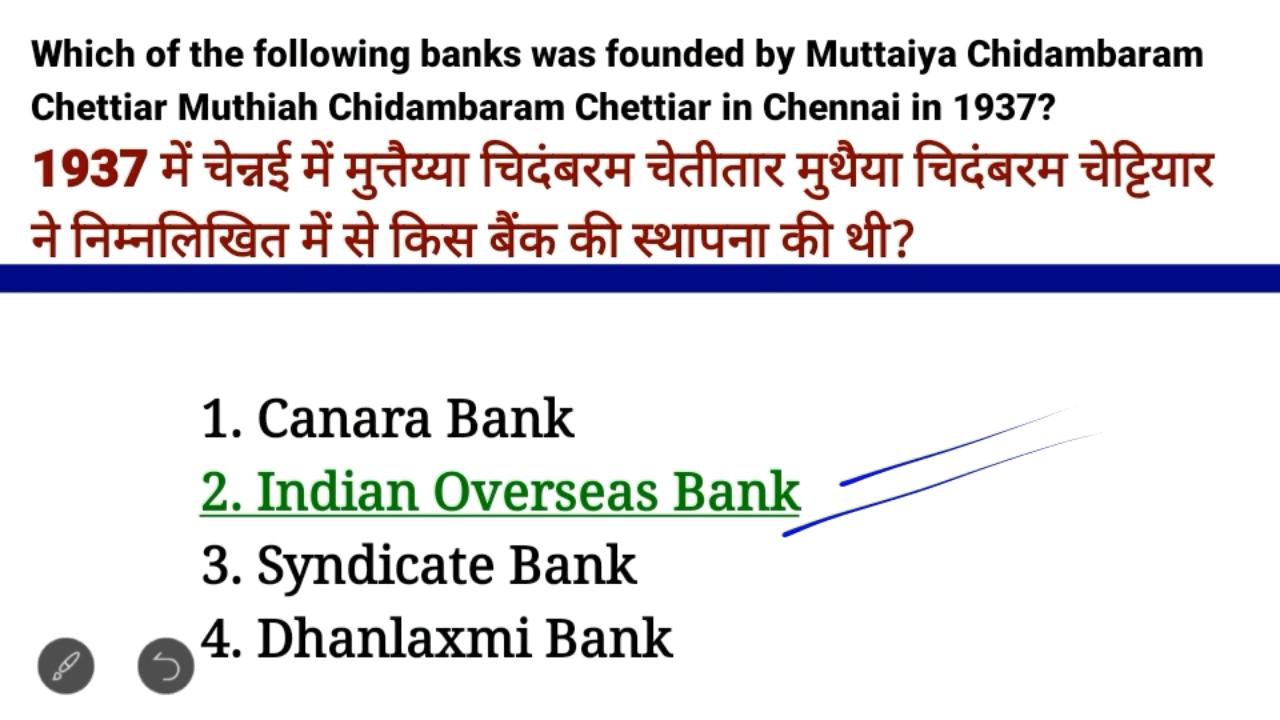 Which of the following banks was founded by Muttaiya Chidambaram
Chettiar Muthiah Chidambaram Chettiar in Chennai in 1937?
1937 में चेन्नई में मुत्तैय्या चिदंबरम चेतीतार मुथैया चिदंबरम चेट्टियार
ने निम्नलिखित में से किस बैंक की स्थापना की थी?
1. Canara Bank
2. Indian Overseas Bank
3. Syndicate Bank
4. Dhanlaxmi Bank